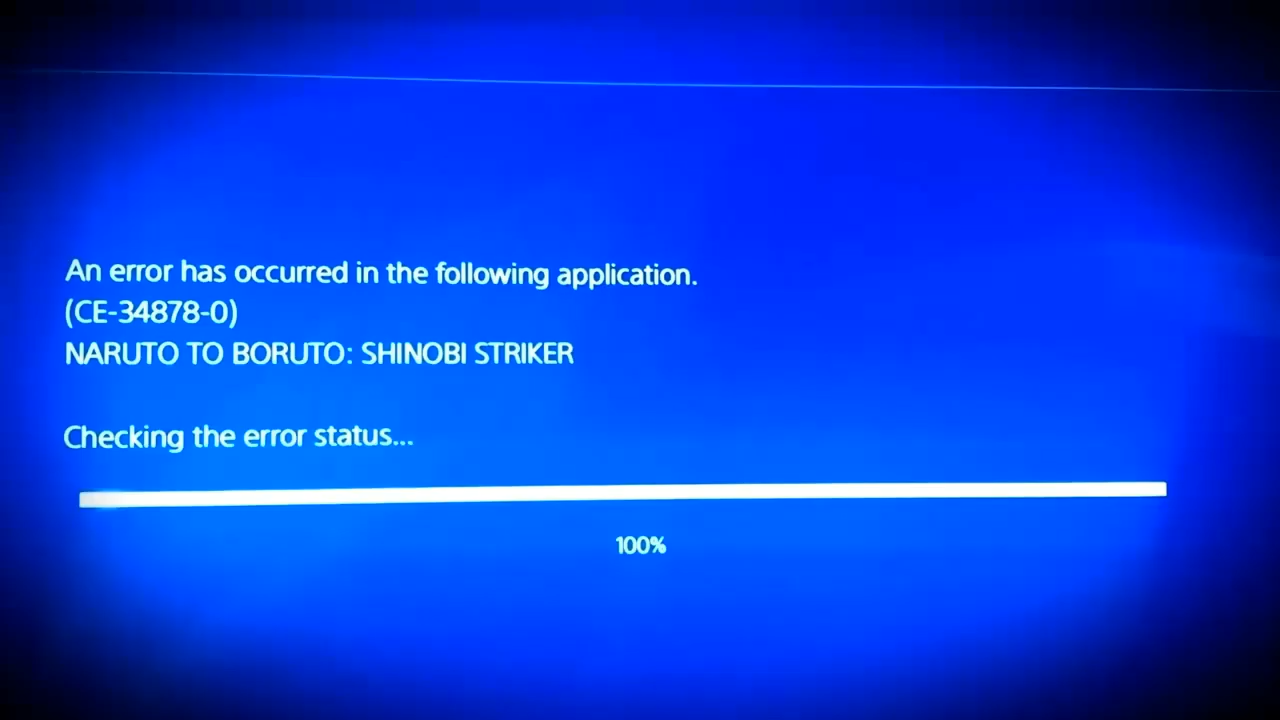 An error has occurred in the following application.
(CE-34878-0)
NARUTO TO BORUTO: SHINOBI STRIKER
Checking the error status...
100%